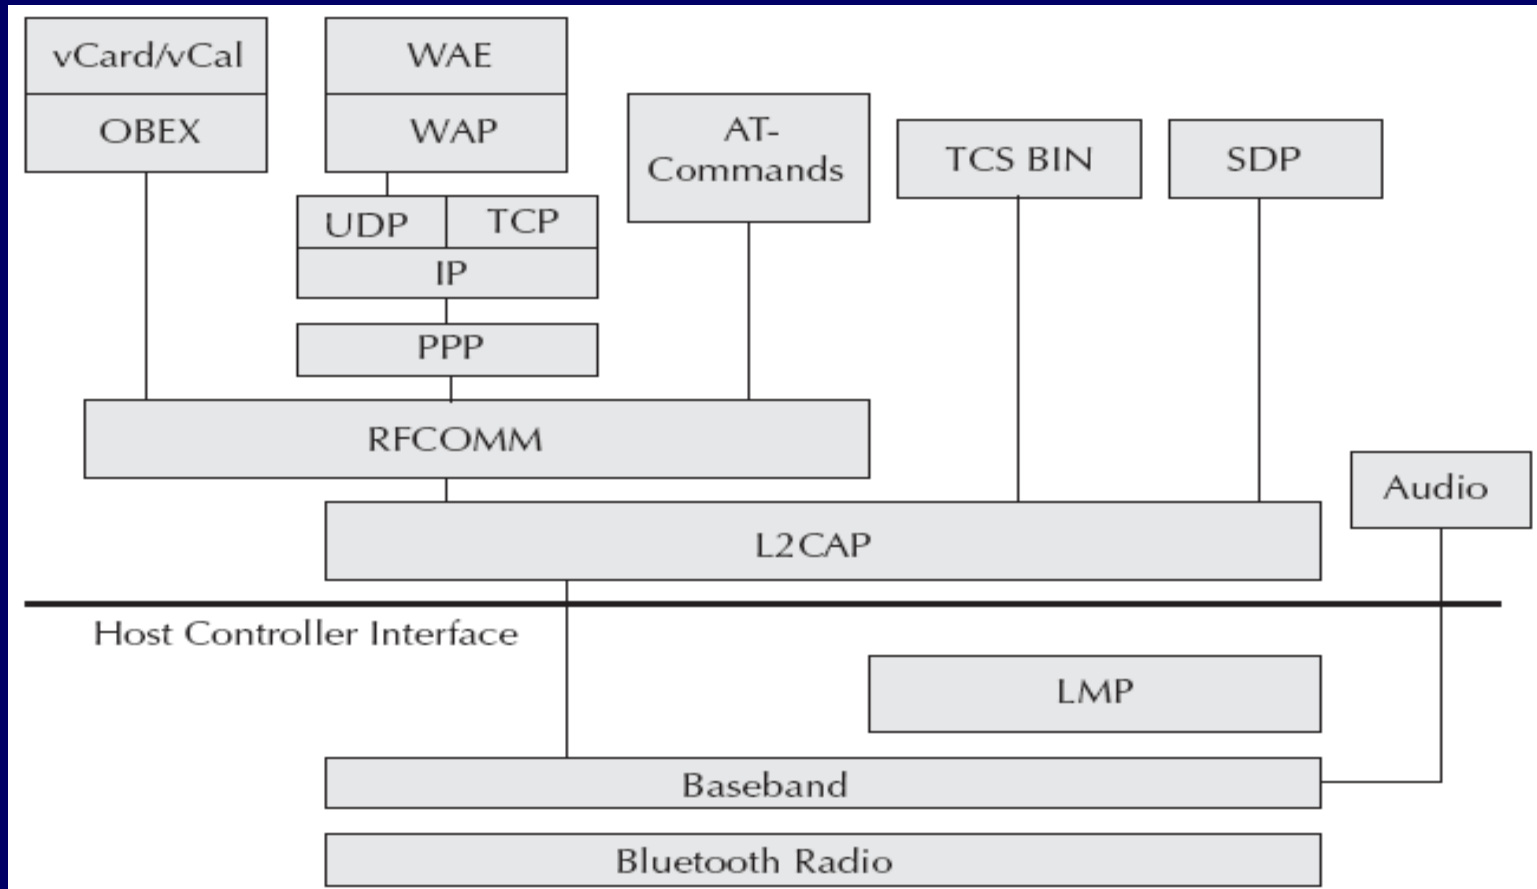 vCard/vCal
OBEX
WAE
WAP
UDP
TCP
IP
PPP
AT-
Commands
TCS BIN
SDP
RFCOMM
Audio
L2CAP
Host Controller Interface
LMP
Baseband
Bluetooth Radio